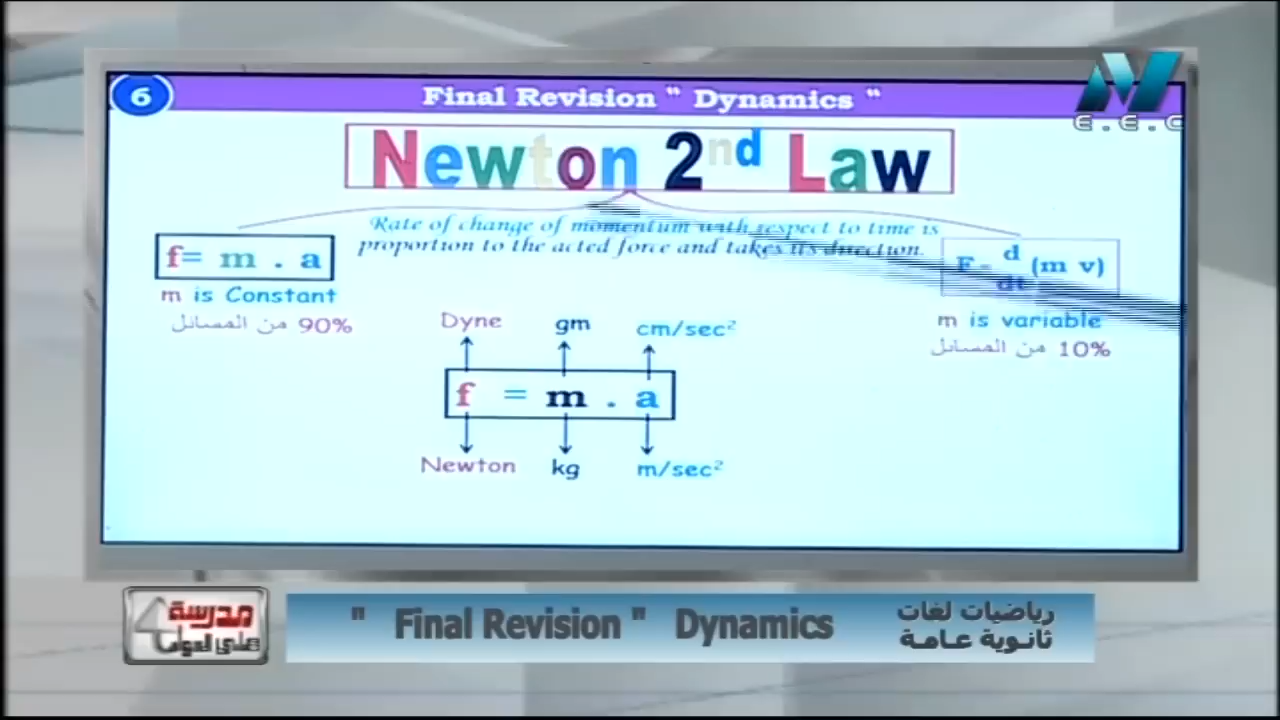 6
Final Revision " Dynamics "
E.E.C
Newton 2nd Law
Rate of change of momentum with respect to time is
proportion to the acted force and takes its direction.
f= m . a
m is Constant
90% من المسائل
F= d/dt (m v)
m is variable
10% من المسائل
Dyne gm cm/sec²
f = m . a
Newton kg m/sec²
مدرسة
على الهواء
" Final Revision " Dynamics
رياضيات لغات
ثانوية عامة